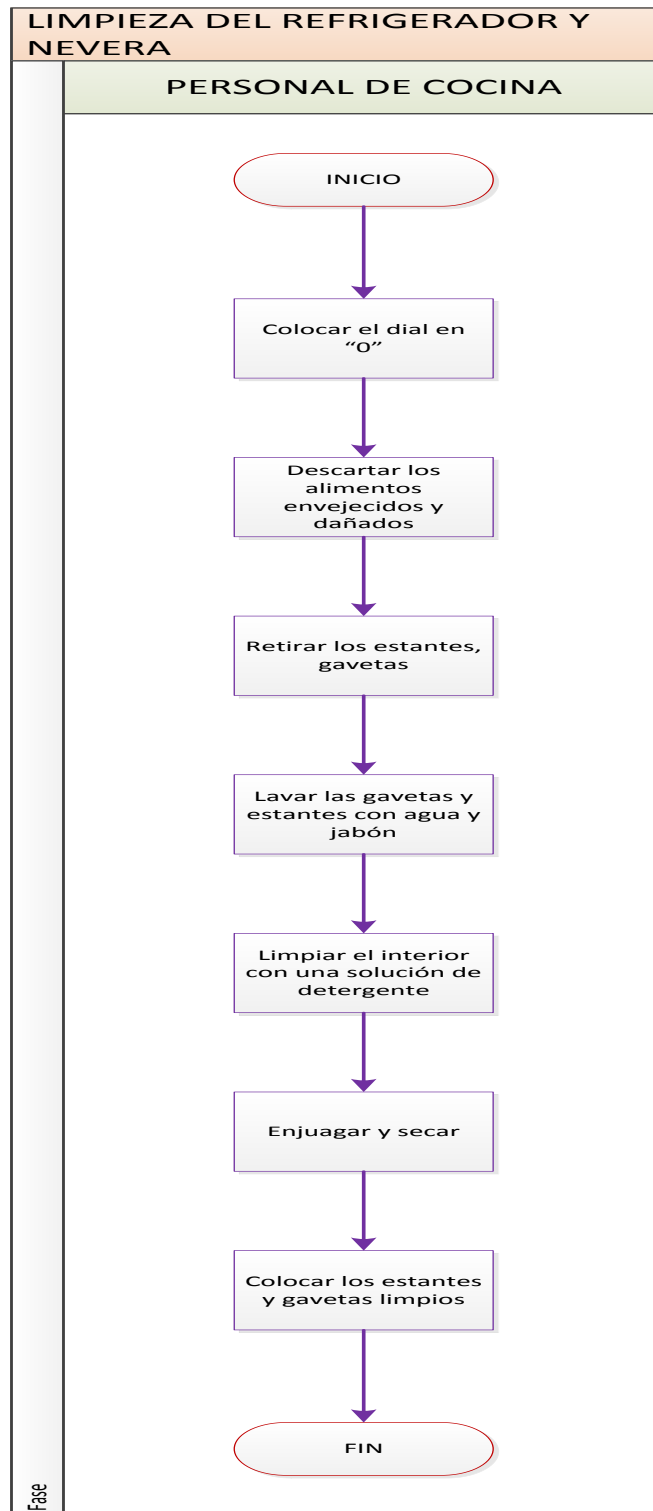 LIMPIEZA DEL REFRIGERADOR Y
NEVERA
PERSONAL DE COCINA
INICIO
Colocar el dial en
“0”
Descartar los
alimentos
envejecidos y
dañados
Retirar los estantes,
gavetas
Lavar las gavetas y
estantes con agua y
jabón
Limpiar el interior
con una solución de
detergente
Enjuagar y secar
Colocar los estantes
y gavetas limpios
FIN
Fase